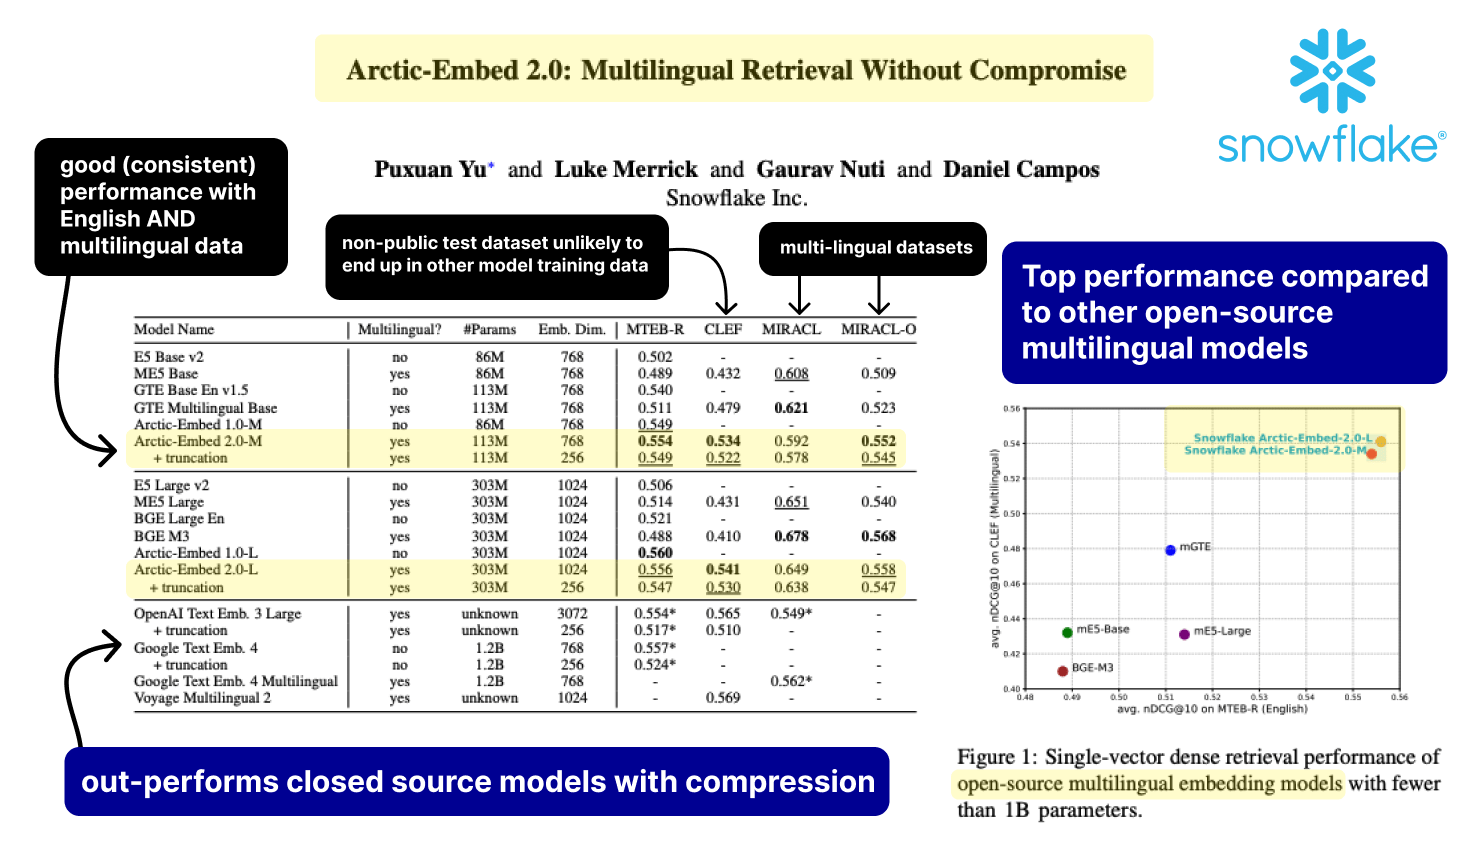 Arctic-Embed 2.0: Multilingual Retrieval Without Compromise
snowflake®
Puxuan Yu* and Luke Merrick and Gaurav Nuti and Daniel Campos
Snowflake Inc.
good (consistent)
performance with
English AND
multilingual data
non-public test dataset unlikely to
end up in other model training data
multi-lingual datasets
Top performance compared
to other open-source
multilingual models
Model Name Multilingual? #Params Emb. Dim. MTEB-R CLEF MIRACL MIRACL-O
E5 Base v2 no 86M 768 0.502 - - -
ME5 Base yes 86M 768 0.489 0.432 0.608 0.509
GTE Base En v1.5 no 113M 768 0.540 - - -
GTE Multilingual Base yes 113M 768 0.511 0.479 0.621 0.523
Arctic-Embed 1.0-M no 86M 768 0.549 - - -
Arctic-Embed 2.0-M yes 113M 768 0.554 0.534 0.592 0.552
+ truncation yes 113M 256 0.549 0.522 0.578 0.545
E5 Large v2 no 303M 1024 0.506 - - -
ME5 Large yes 303M 1024 0.514 0.431 0.651 0.540
BGE Large En no 303M 1024 0.521 - - -
BGE M3 yes 303M 1024 0.488 0.410 0.678 0.568
Arctic-Embed 1.0-L no 303M 1024 0.560 - - -
Arctic-Embed 2.0-L yes 303M 1024 0.556 0.541 0.649 0.558
+ truncation yes 303M 256 0.547 0.530 0.638 0.547
OpenAI Text Emb. 3 Large yes unknown 3072 0.554* 0.565 0.549* -
+ truncation yes unknown 256 0.517* 0.510 - -
Google Text Emb. 4 no 1.2B 768 0.557* - - -
+ truncation no 1.2B 256 0.524* - - -
Google Text Emb. 4 Multilingual yes 1.2B 768 - - 0.562* -
Voyage Multilingual 2 yes unknown 1024 - 0.569 - -
out-performs closed source models with compression
avg. nDCG@10 on CLEF (Multilingual)
0.56
0.54
0.52
0.50
0.48
0.46
0.44
0.42
0.40
Snowflake Arctic-Embed-2.0-L
Snowflake Arctic-Embed-2.0-M
mGTE
mE5-Base
mE5-Large
BGE-M3
0.48 0.49 0.50 0.51 0.52 0.53 0.54 0.55 0.56
avg. nDCG@10 on MTEB-R (English)
Figure 1: Single-vector dense retrieval performance of
open-source multilingual embedding models with fewer
than 1B parameters.